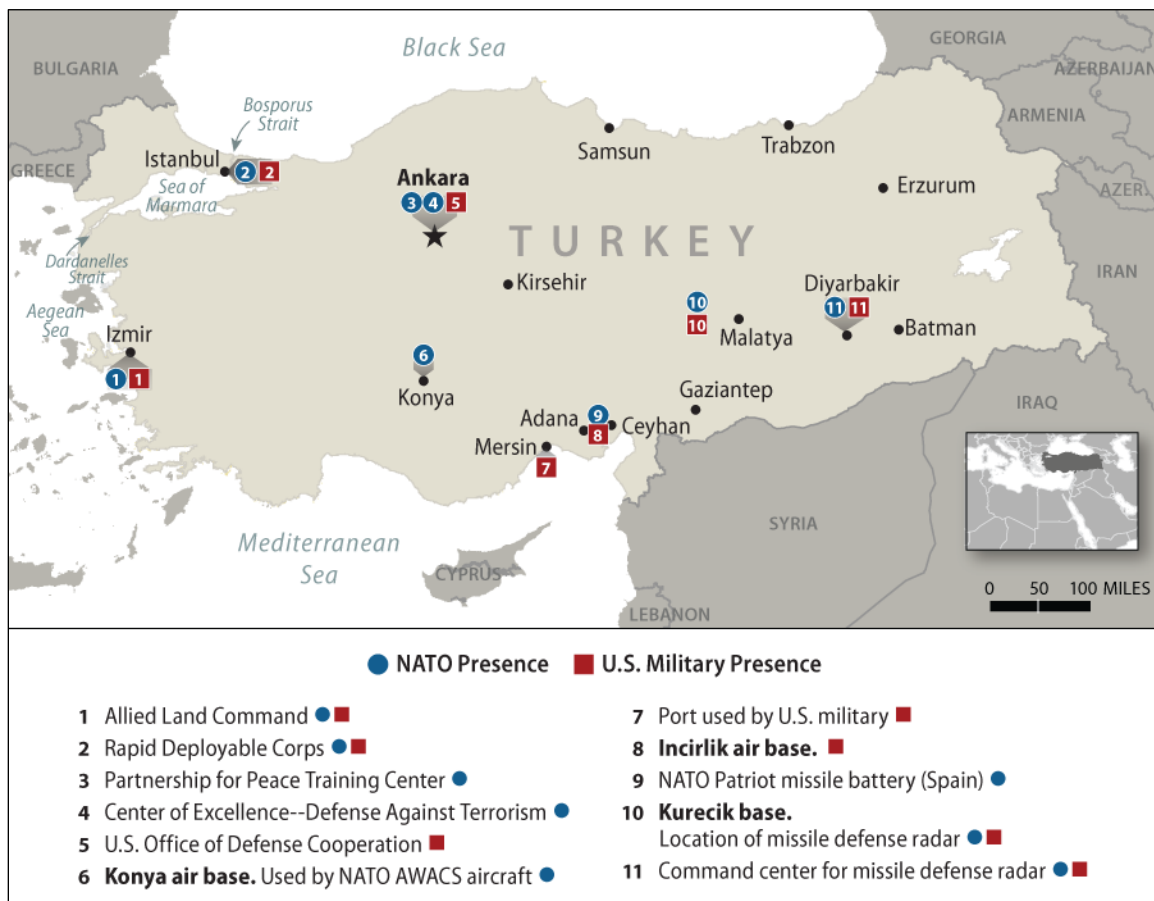 Black Sea
BULGARIA
GEORGIA
AZERBAIJAN
ARMENIA
Bosporus
Strait
GREECE
Istanbul
2 2
Sea of
Marmara
Samsun
Trabzon
AZER.
Ankara
3 4 5
Erzurum
TURKEY
Dardanelles
Strait
IRAN
Kirsehir
Diyarbakir
Aegean
Sea
10
11 11
10
Malatya
Batman
Izmir
1 1
6
Konya
Gaziantep
IRAQ
Adana
9
8
Ceyhan
Mersin
7
SYRIA
Mediterranean
Sea
CYPRUS
LEBANON
0 50 100 MILES
NATO Presence U.S. Military Presence
1 Allied Land Command
2 Rapid Deployable Corps
3 Partnership for Peace Training Center
4 Center of Excellence--Defense Against Terrorism
5 U.S. Office of Defense Cooperation
6 Konya air base. Used by NATO AWACS aircraft
7 Port used by U.S. military
8 Incirlik air base.
9 NATO Patriot missile battery (Spain)
10 Kurecik base.
Location of missile defense radar
11 Command center for missile defense radar